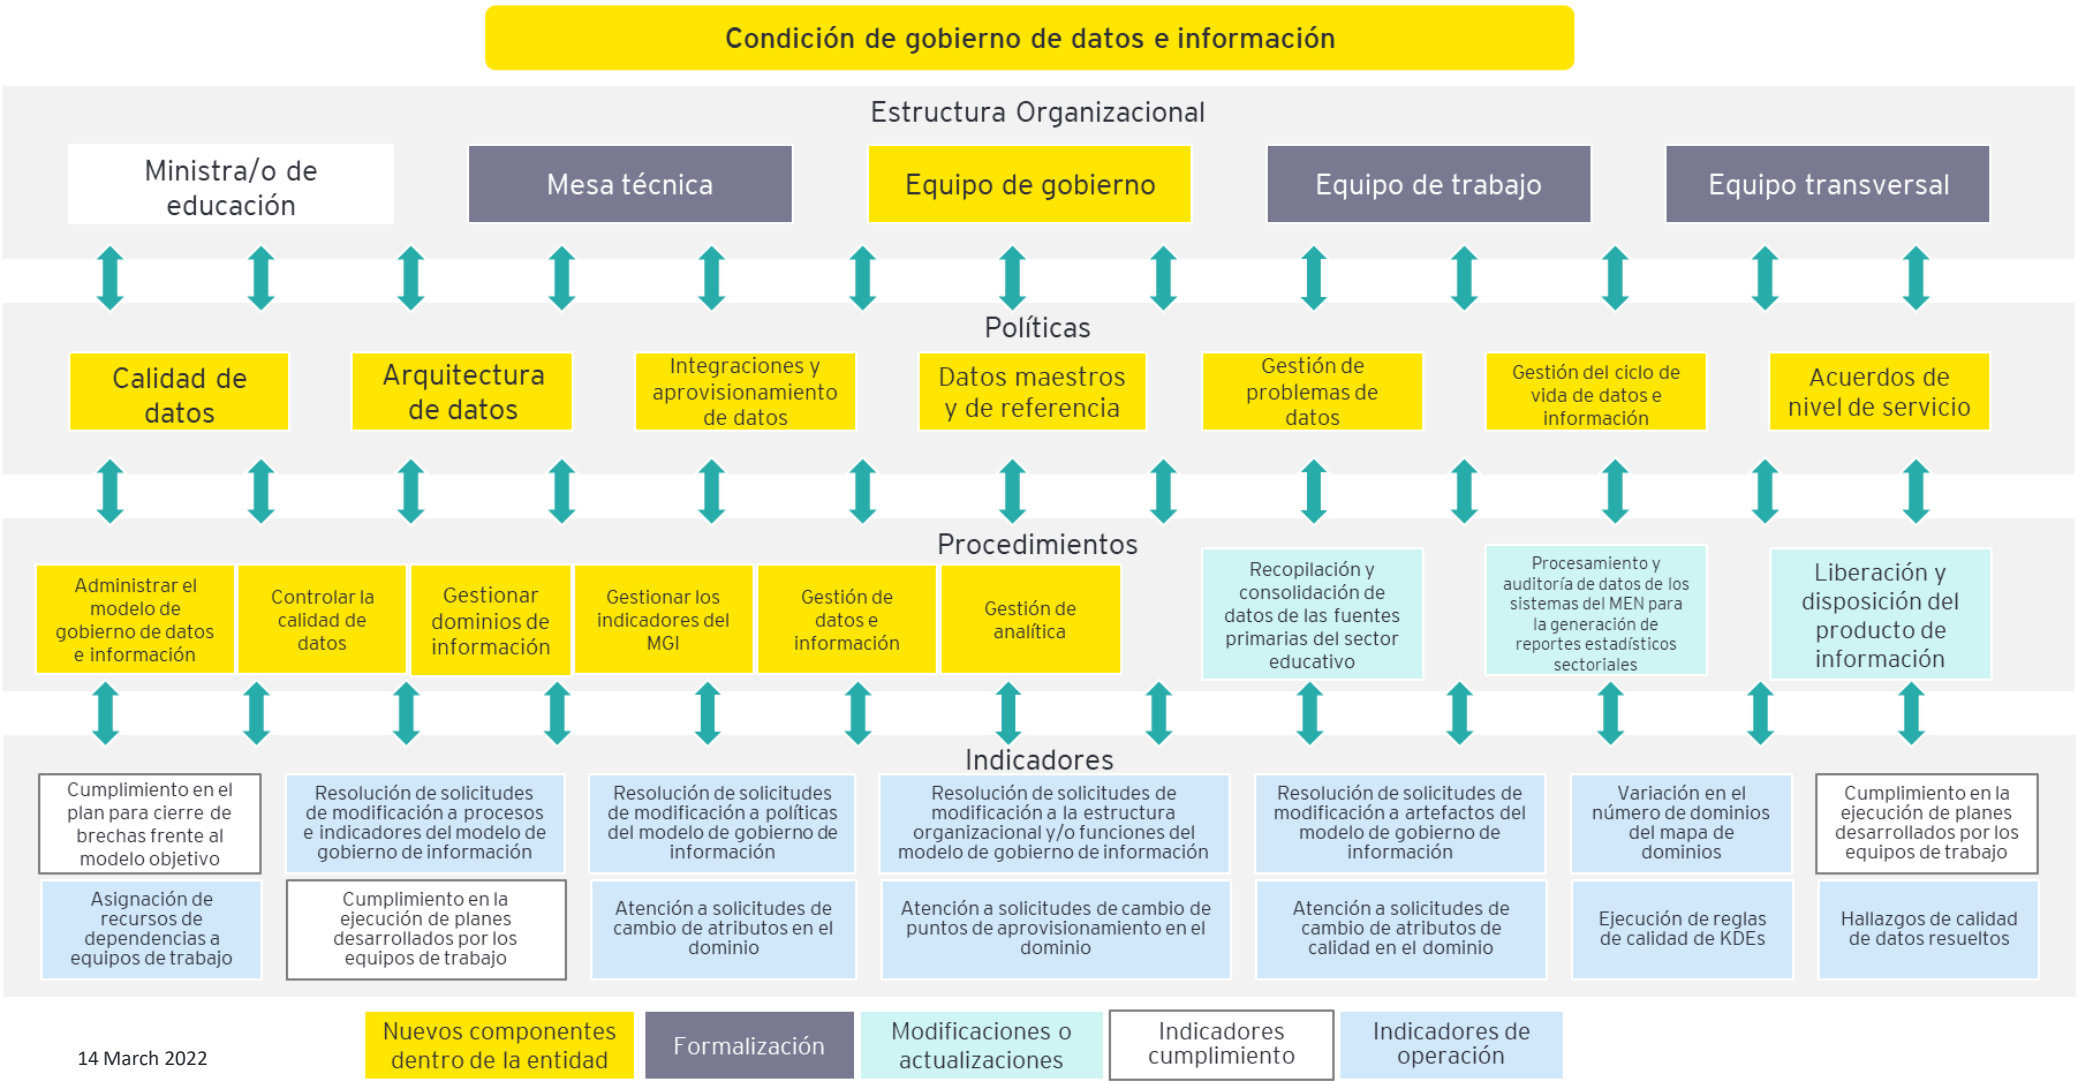 Condición de gobierno de datos e información
Estructura Organizacional
Ministra/o de
educación
Mesa técnica
Equipo de gobierno
Equipo de trabajo
Equipo transversal
Políticas
Calidad de
datos
Arquitectura
de datos
Integraciones y
aprovisionamiento
de datos
Datos maestros
y de referencia
Gestión de
problemas de
datos
Gestión del ciclo de
vida de datos e
información
Acuerdos de
nivel de servicio
Procedimientos
Administrar el
modelo de
gobierno de datos
e información
Controlar la
calidad de
datos
Gestionar
dominios de
información
Gestionar los
indicadores del
MGI
Gestión de
datos e
información
Gestión de
analítica
Recopilación y
consolidación de
datos de las fuentes
primarias del sector
educativo
Procesamiento y
auditoría de datos de los
sistemas del MEN para
la generación de
reportes estadísticos
sectoriales
Liberación y
disposición del
producto de
información
Indicadores
Cumplimiento en el
plan para cierre de
brechas frente al
modelo objetivo
Resolución de solicitudes
de modificación a procesos
e indicadores del modelo de
gobierno de información
Resolución de solicitudes
de modificación a políticas
del modelo de gobierno de
información
Resolución de solicitudes de
modificación a la estructura
organizacional y/o funciones del
modelo de gobierno de información
Resolución de solicitudes de
modificación a artefactos del
modelo de gobierno de
información
Variación en el
número de dominios
del mapa de
dominios
Cumplimiento en la
ejecución de planes
desarrollados por los
equipos de trabajo
Asignación de
recursos de
dependencias a
equipos de trabajo
Cumplimiento en la
ejecución de planes
desarrollados por los
equipos de trabajo
Atención a solicitudes de
cambio de atributos en el
dominio
Atención a solicitudes de cambio de
puntos de aprovisionamiento en el
dominio
Atención a solicitudes de
cambio de atributos de
calidad en el dominio
Ejecución de reglas
de calidad de KDEs
Hallazgos de calidad
de datos resueltos
14 March 2022
Nuevos componentes
dentro de la entidad
Formalización
Modificaciones o
actualizaciones
Indicadores
cumplimiento
Indicadores de
operación